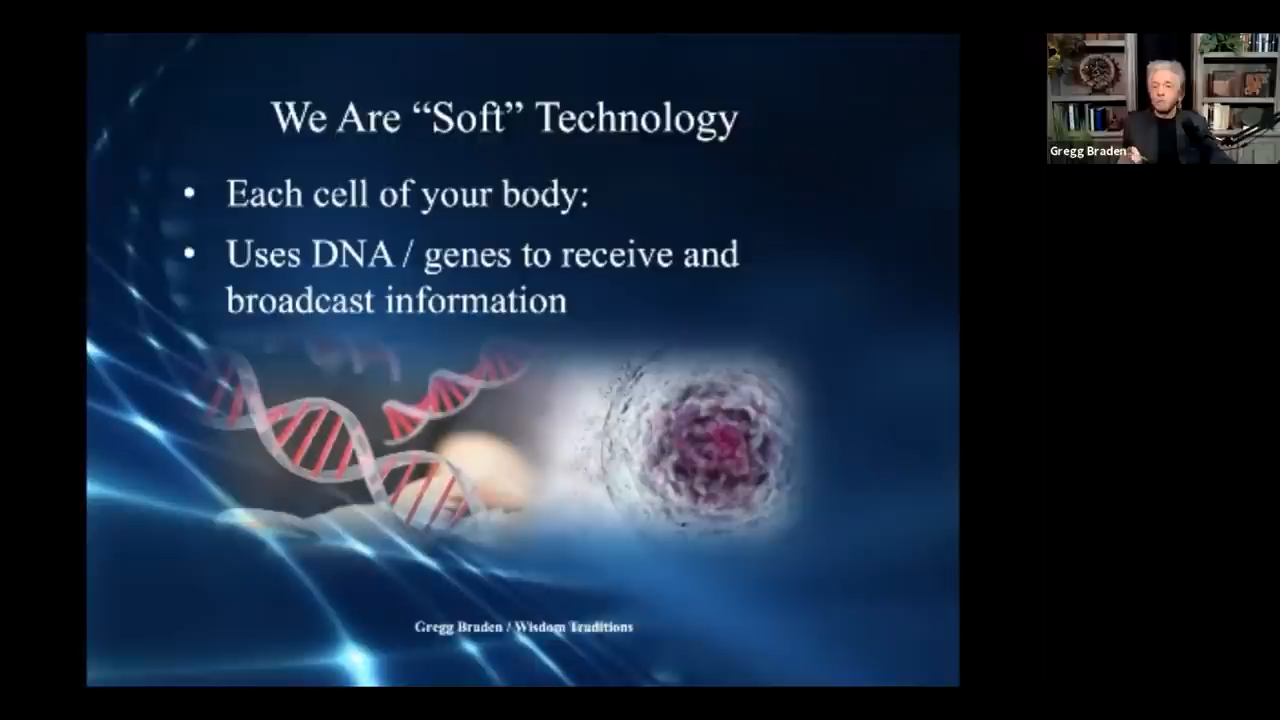 We Are “Soft” Technology
• Each cell of your body:
• Uses DNA / genes to receive and
broadcast information
Gregg Braden / Wisdom Traditions
Gregg Braden